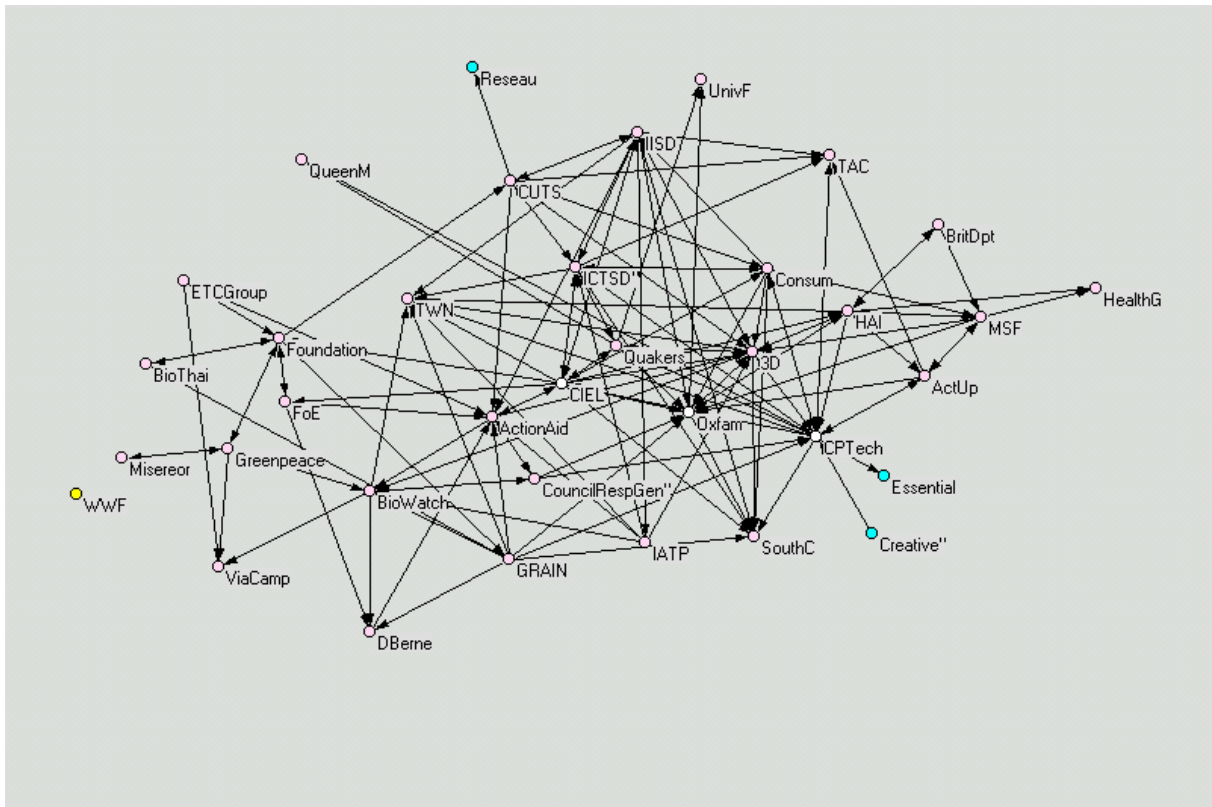 Reseau
UnivF
IISD
TAC
QueenM
CUTS
BritDpt
ICTSD"
Consum
ETCGroup
HealthG
TWN
HAI
MSF
Foundation
Quakers
D3D
BioThai
CIEL
ActUp
FoE
Oxfam
ActionAid
CPTech
Greenpeace
Misereor
CouncilRespGen"
Essential
WWF
BioWatch
Creative"
SouthC
IATP
GRAIN
ViaCamp
DBerne